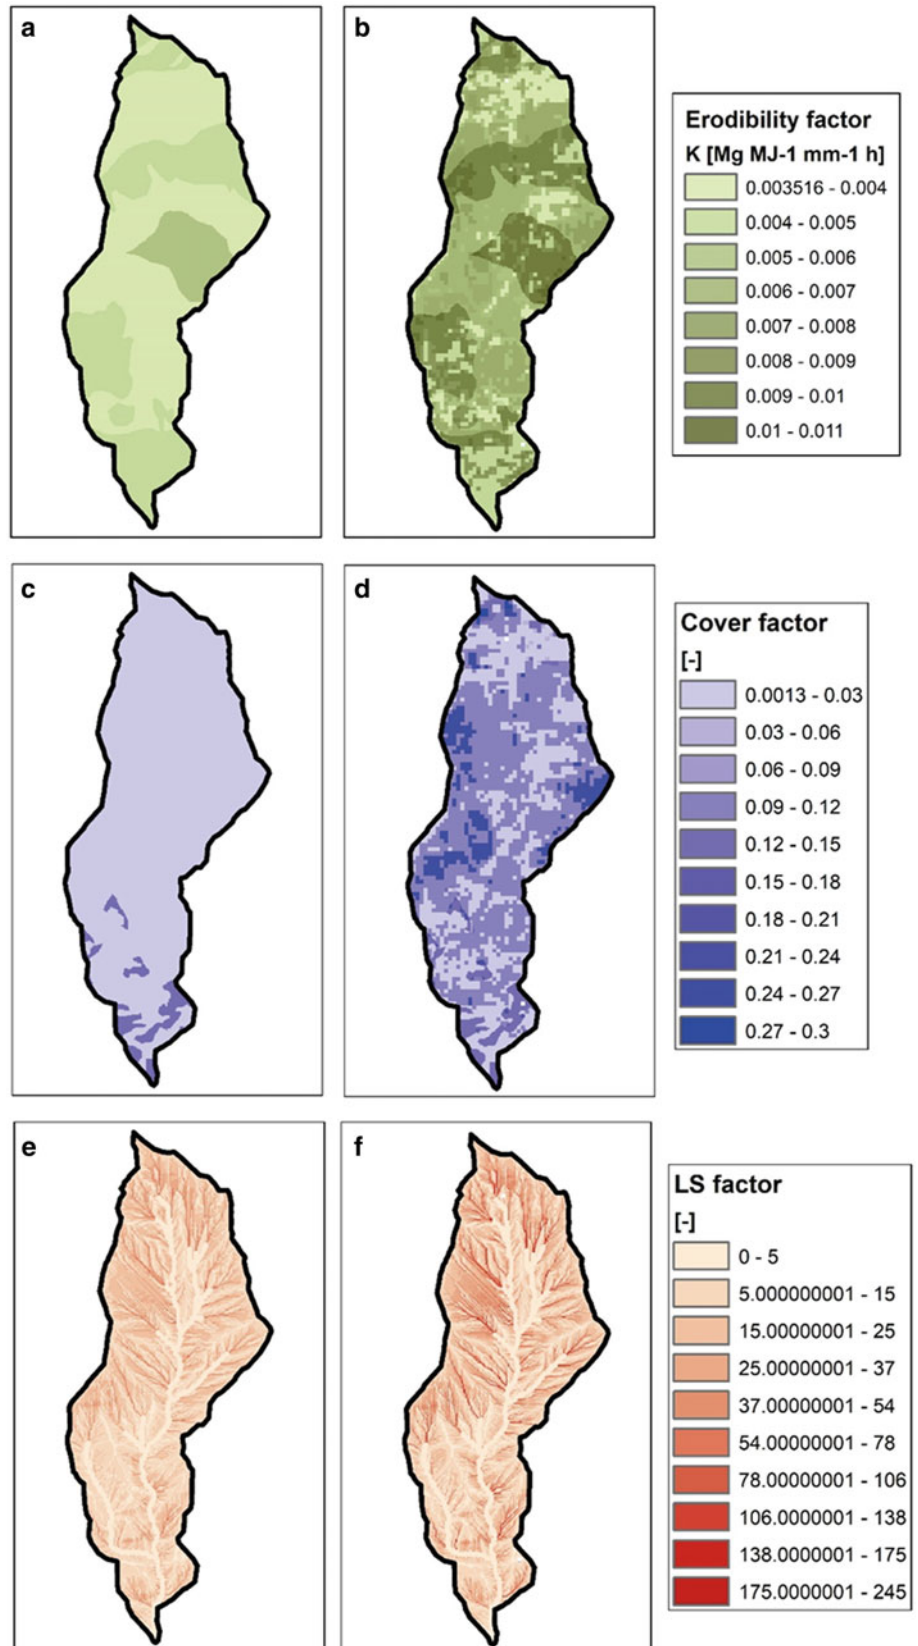 a
b
Erodibility factor
K [Mg MJ-1 mm-1 h]
0.003516 - 0.004
0.004 - 0.005
0.005 - 0.006
0.006 - 0.007
0.007 - 0.008
0.008 - 0.009
0.009 - 0.01
0.01 - 0.011
c
d
Cover factor
[-]
0.0013 - 0.03
0.03 - 0.06
0.06 - 0.09
0.09 - 0.12
0.12 - 0.15
0.15 - 0.18
0.18 - 0.21
0.21 - 0.24
0.24 - 0.27
0.27 - 0.3
e
f
LS factor
[-]
0 - 5
5.000000001 - 15
15.00000001 - 25
25.00000001 - 37
37.00000001 - 54
54.00000001 - 78
78.00000001 - 106
106.0000001 - 138
138.0000001 - 175
175.0000001 - 245